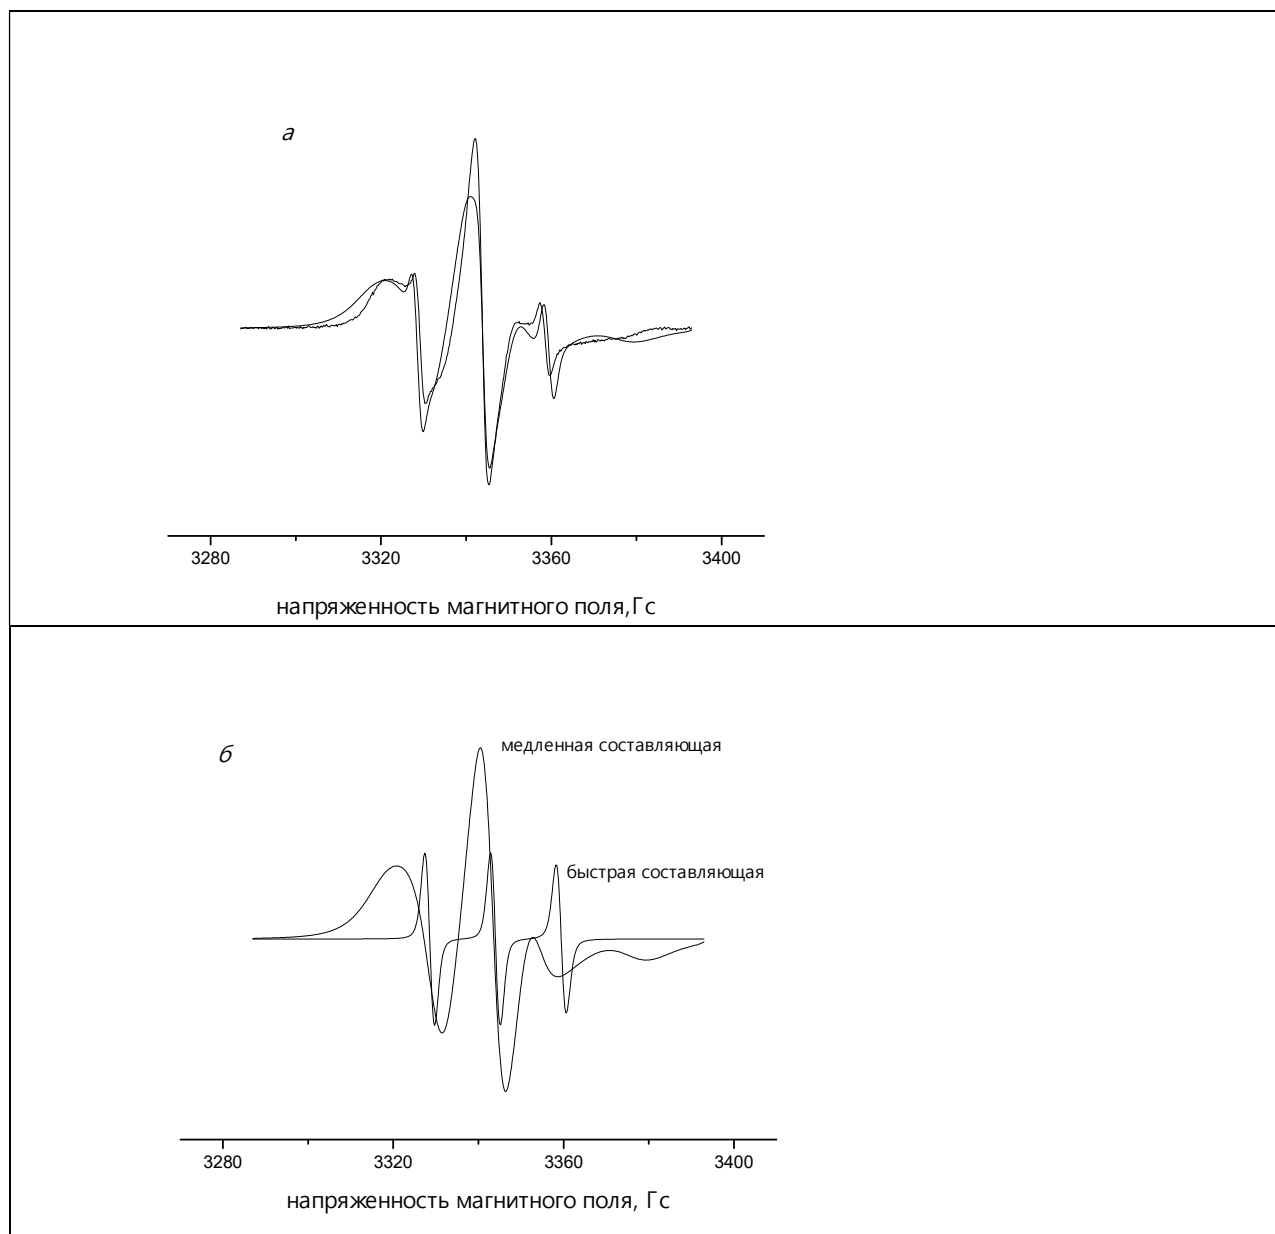 а
3280 3320 3360 3400
напряженность магнитного поля,Гс
б
медленная составляющая
быстрая составляющая
3280 3320 3360 3400
напряженность магнитного поля, Гс